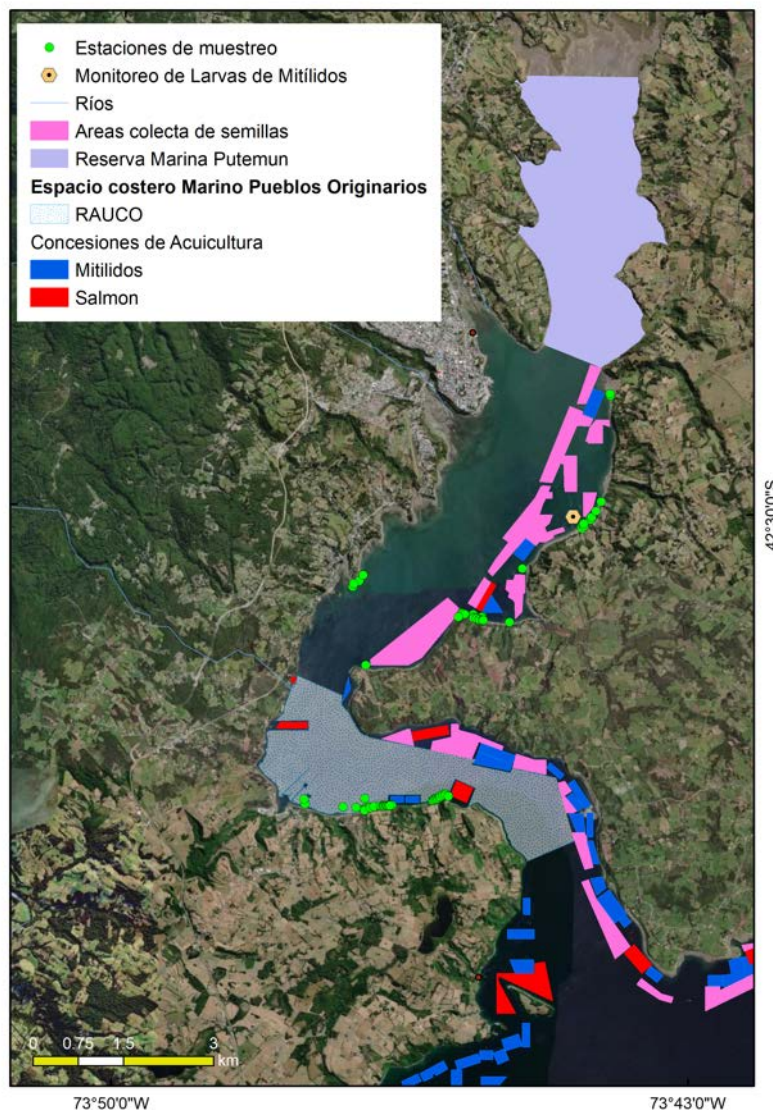 Estaciones de muestreo
Monitoreo de Larvas de Mitílidos
Ríos
Areas colecta de semillas
Reserva Marina Putemun
Espacio costero Marino Pueblos Originarios
RAUCO
Concesiones de Acuicultura
Mitilidos
Salmon
42°30'0"S
0 0.75 1.5 3
km
73°50'0"W 73°43'0"W